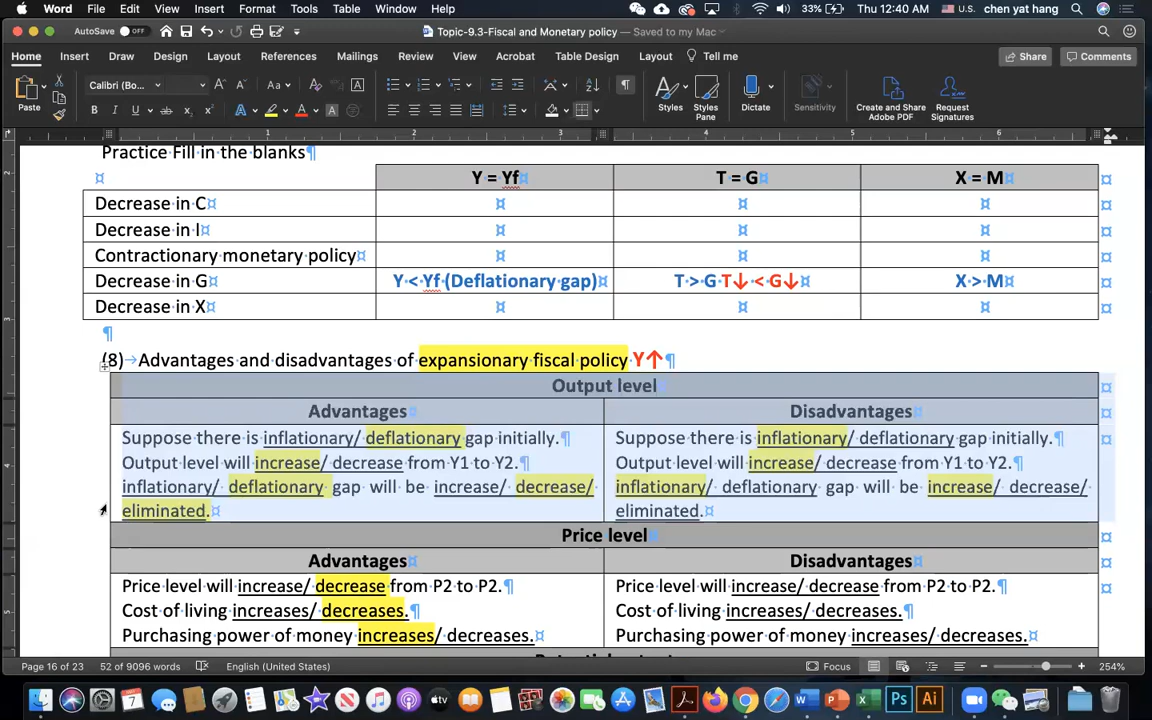 Word File Edit View Insert Format Tools Table Window Help 33% U.S. Thu 12:40 AM chen yat hang
AutoSave OFF Topic-9.3-Fiscal and Monetary policy — Saved to my Mac
Home Insert Draw Design Layout References Mailings Review View Acrobat Table Design Layout Tell me Share Comments
Paste Calibri (Bo... Aa Styles Styles Pane Dictate Sensitivity Create and Share Adobe PDF Request Signatures
B I U ab X₂ X² A A A
2 3 4 5 6
Practice Fill in the blanks
Y = Yf T = G X = M
Decrease in C
Decrease in I
Contractionary monetary policy
Decrease in G Y < Yf (Deflationary gap) T > G T↓ < G↓ X > M
Decrease in X
(8) Advantages and disadvantages of expansionary fiscal policy Y↑
Output level
Advantages Disadvantages
Suppose there is inflationary/ deflationary gap initially. Suppose there is inflationary/ deflationary gap initially.
Output level will increase/ decrease from Y1 to Y2. Output level will increase/ decrease from Y1 to Y2.
inflationary/ deflationary gap will be increase/ decrease/ inflationary/ deflationary gap will be increase/ decrease/
eliminated. eliminated.
Price level
Advantages Disadvantages
Price level will increase/ decrease from P2 to P2. Price level will increase/ decrease from P2 to P2.
Cost of living increases/ decreases. Cost of living increases/ decreases.
Purchasing power of money increases/ decreases. Purchasing power of money increases/ decreases.
Page 16 of 23 52 of 9096 words English (United States) Focus 254%